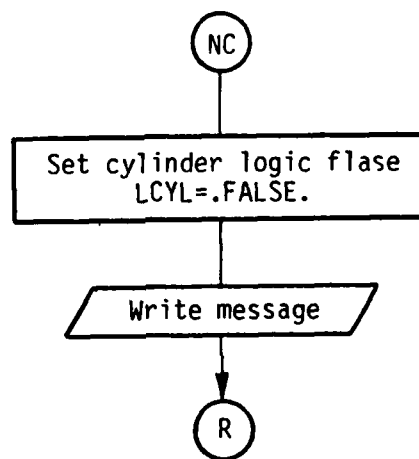 NC
Set cylinder logic flase
LCYL=.FALSE.
Write message
R